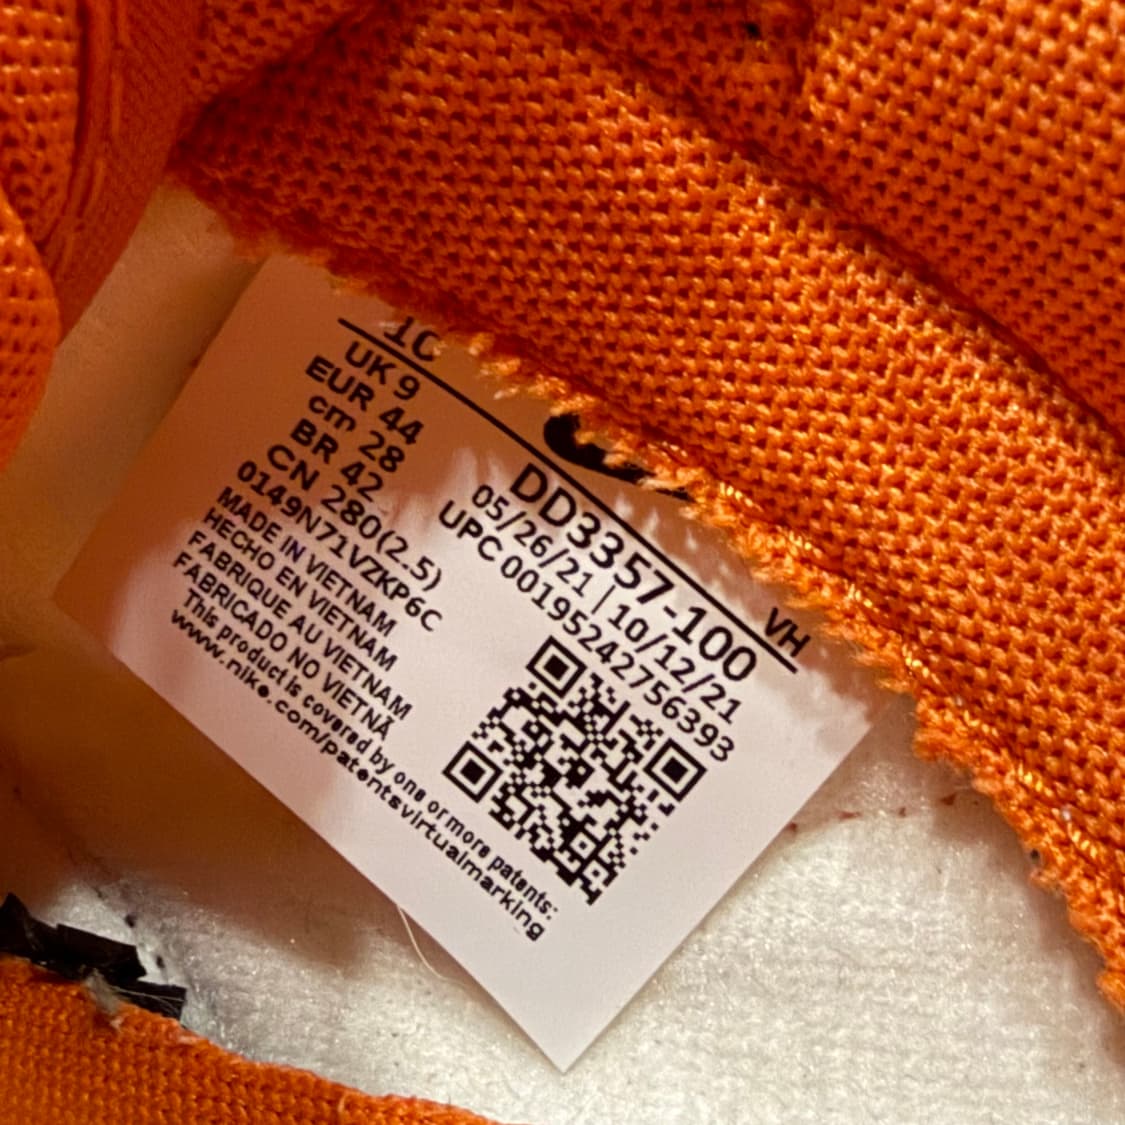 UK 9
EUR 44
cm 28
BR 42
CN 280(2.5)
0149N71VZKP6C
MADE IN VIETNAM
HECHO EN VIETNAM
FABRIQUE AU VIETNAM
FABRICADO NO VIETNÃ
This product is covered by one or more patents:
www.nike.com/patentsvirtualmarking
VH
DD3357-100
05/26/21 | 10/12/21
UPC 00195242756393